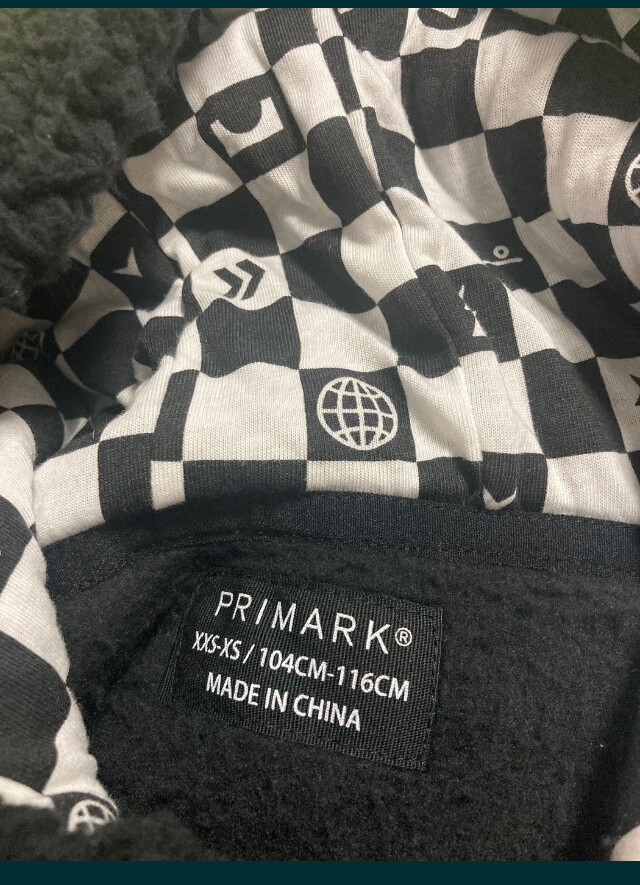 PRIMARK®
XXS-XS / 104CM-116CM
MADE IN CHINA